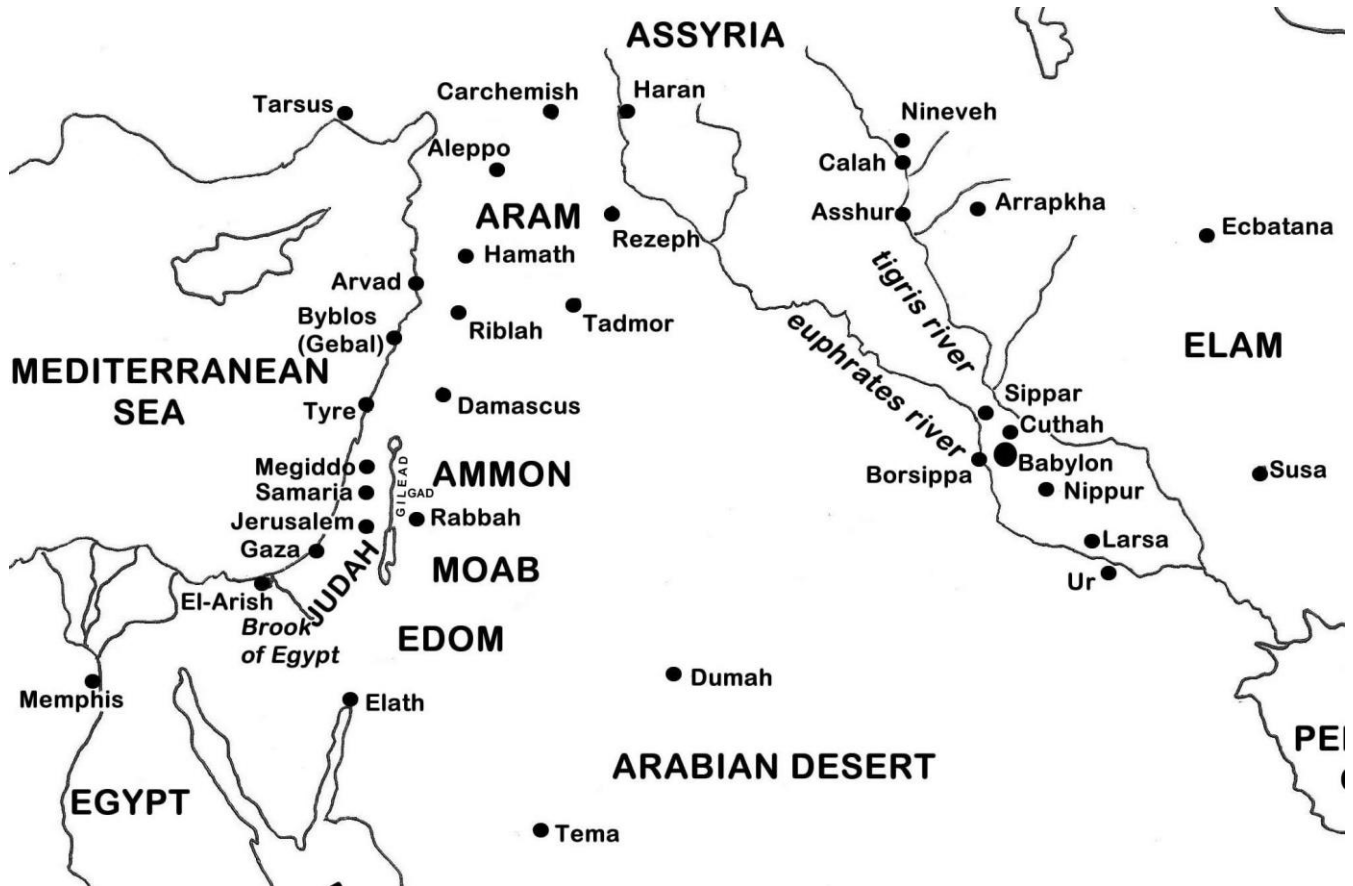 ASSYRIA
Tarsus
Carchemish
Haran
Nineveh
Aleppo
Calah
ARAM
Asshur
Arrapkha
Rezeph
Ecbatana
Hamath
Arvad
tigris river
Byblos
(Gebal)
Riblah
Tadmor
euphrates river
ELAM
MEDITERRANEAN
SEA
Tyre
Damascus
Sippar
Cuthah
Megiddo
GILEAD
AMMON
Borsippa
Babylon
Susa
Samaria
GAD
Nippur
Jerusalem
Rabbah
Gaza
JUDAH
MOAB
Larsa
Ur
El-Arish
Brook
of Egypt
EDOM
Memphis
Elath
Dumah
ARABIAN DESERT
EGYPT
Tema